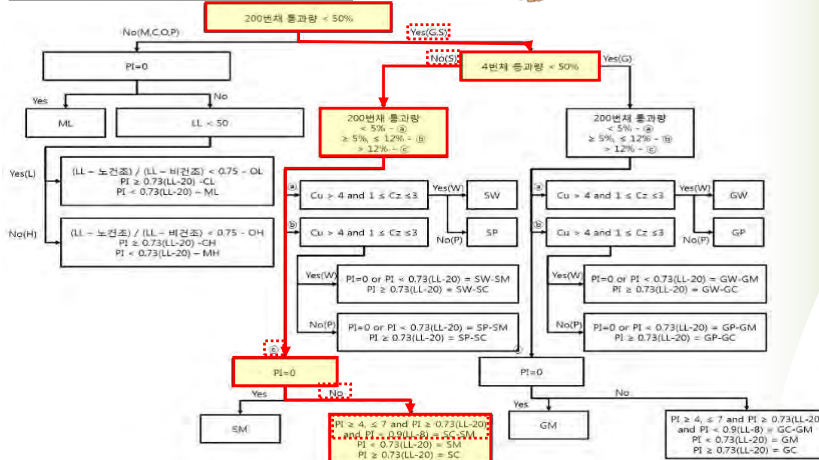 200번채 통과량 < 50%
No(M,C,O,P)
Yes(G,S)
PI=0
No(S)
4번체 통과량 < 50%
Yes(G)
Yes
No
ML
LL < 50
200번채 통과량
< 5% - ⓐ
≥ 5%, ≤ 12% - ⓑ
> 12% - ⓒ
200번채 통과량
< 5% - ⓐ
≥ 5%, ≤ 12% - ⓑ
> 12% - ⓒ
Yes(L)
(LL - 노건조) / (LL - 비건조) < 0.75 - OL
PI ≥ 0.73(LL-20) -CL
PI < 0.73(LL-20) - ML
No(H)
(LL - 노건조) / (LL - 비건조) < 0.75 - OH
PI ≥ 0.73(LL-20) -CH
PI < 0.73(LL-20) - MH
ⓐ
Cu > 4 and 1 ≤ Cz ≤3
Yes(W)
SW
ⓑ
Cu > 4 and 1 ≤ Cz ≤3
No(P)
SP
Yes(W)
PI=0 or PI < 0.73(LL-20) = SW-SM
PI ≥ 0.73(LL-20) = SW-SC
No(P)
PI=0 or PI < 0.73(LL-20) = SP-SM
PI ≥ 0.73(LL-20) = SP-SC
ⓐ
Cu > 4 and 1 ≤ Cz ≤3
Yes(W)
GW
ⓑ
Cu > 4 and 1 ≤ Cz ≤3
No(P)
GP
Yes(W)
PI=0 or PI < 0.73(LL-20) = GW-GM
PI ≥ 0.73(LL-20) = GW-GC
No(P)
PI=0 or PI < 0.73(LL-20) = GP-GM
PI ≥ 0.73(LL-20) = GP-GC
ⓒ
PI=0
Yes
No
SM
PI ≥ 4, ≤ 7 and PI ≥ 0.73(LL-20)
and PI < 0.9(LL-8) = SC-SM
PI < 0.73(LL-20) = SM
PI ≥ 0.73(LL-20) = SC
PI=0
Yes
No
GM
PI ≥ 4, ≤ 7 and PI ≥ 0.73(LL-20)
and PI < 0.9(LL-8) = GC-GM
PI < 0.73(LL-20) = GM
PI ≥ 0.73(LL-20) = GC